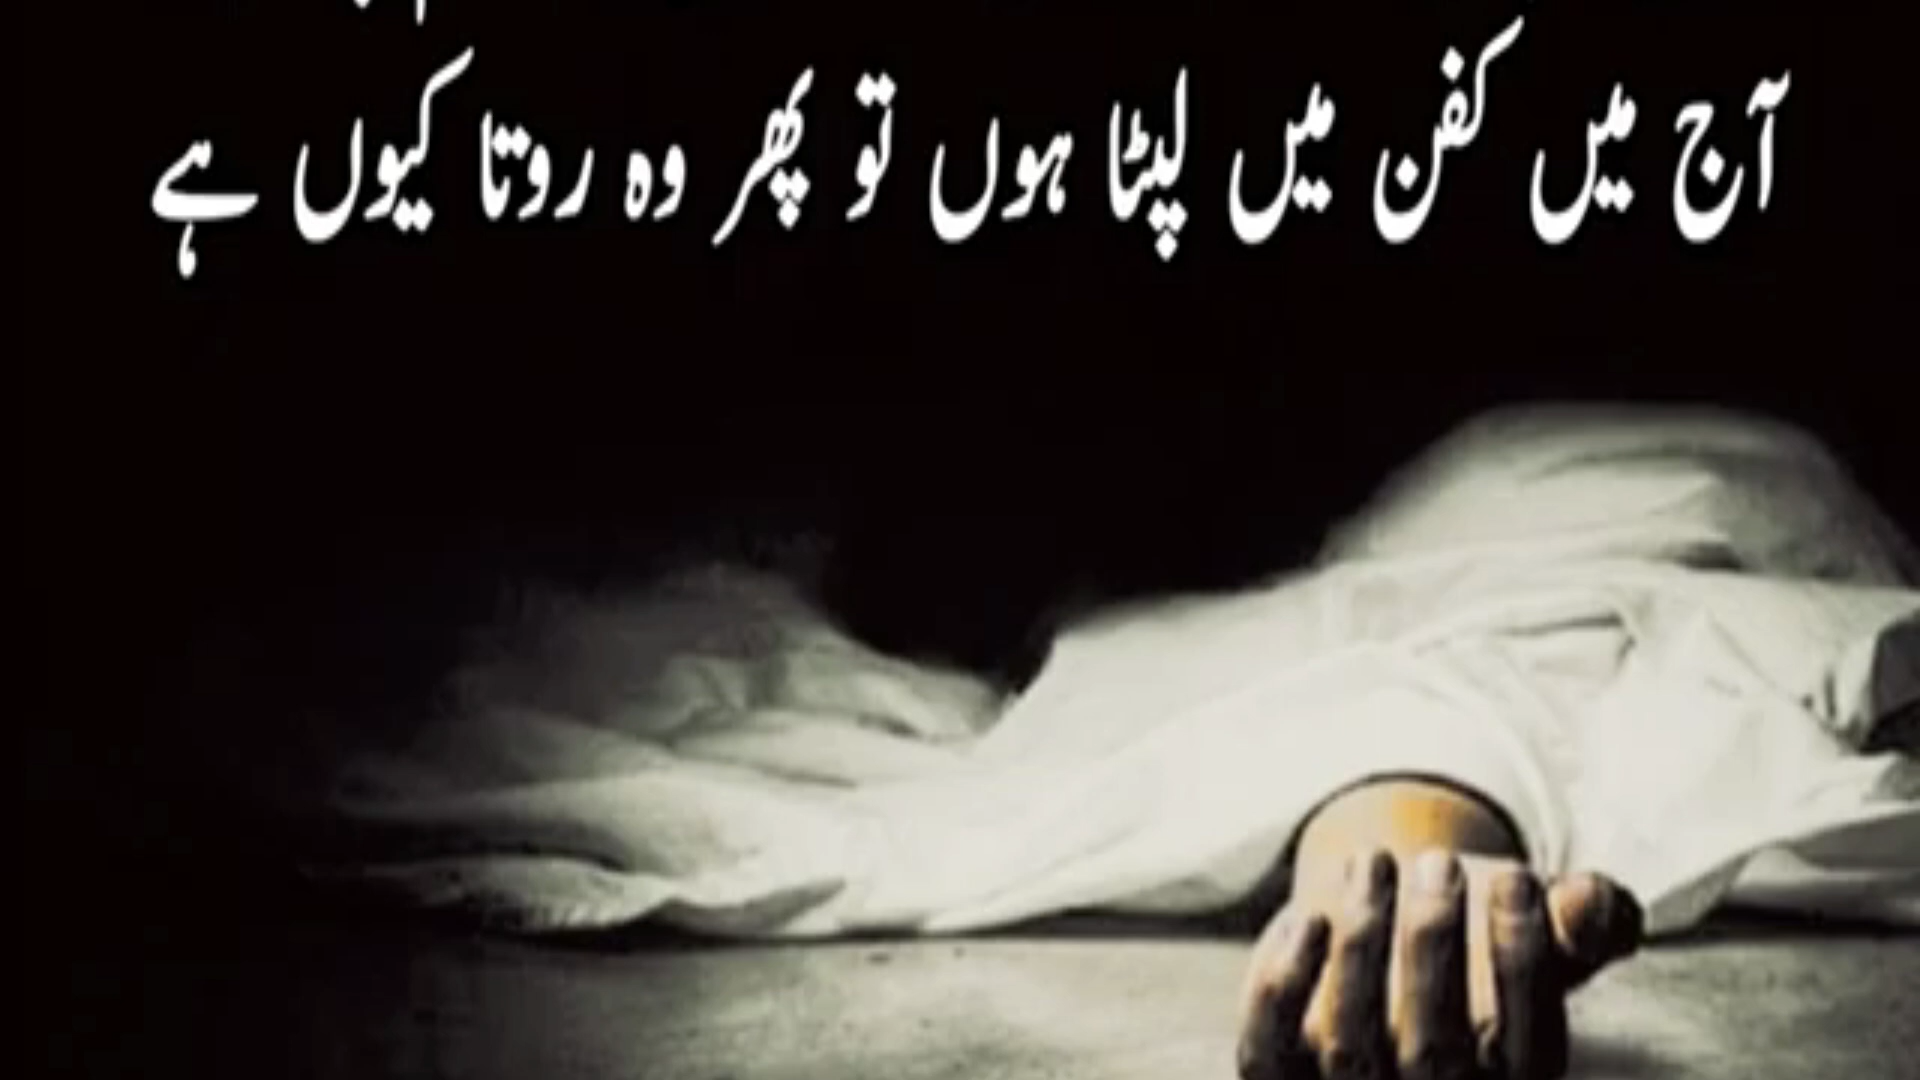 آج میں کفن میں لپٹا ہوں تو پھر وہ روتا کیوں ہے